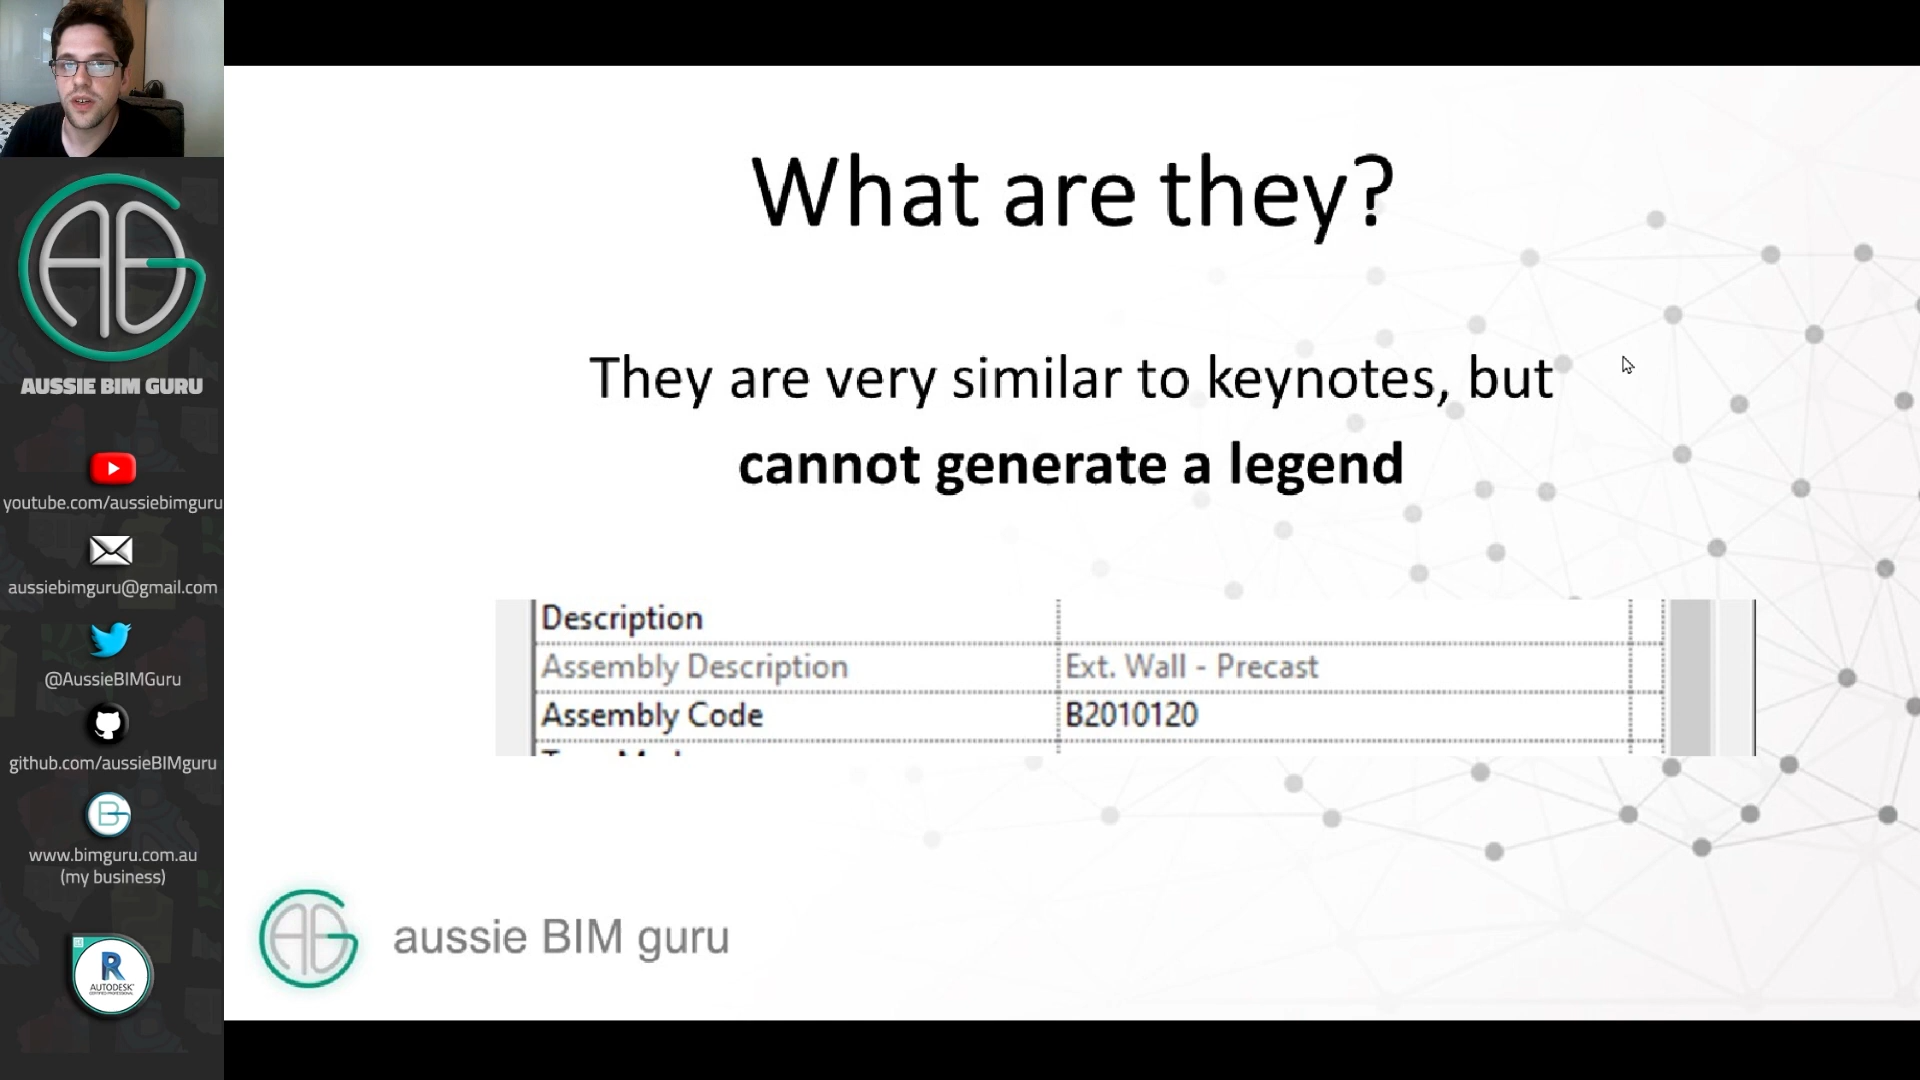 AUSSIE BIM GURU
youtube.com/aussiebimguru
aussiebimguru@gmail.com
@AussieBIMGuru
github.com/aussieBIMguru
www.bimguru.com.au
(my business)
R
AUTODESK
What are they?
They are very similar to keynotes, but
cannot generate a legend
Description
Assembly Description Ext. Wall - Precast
Assembly Code B2010120
aussie BIM guru